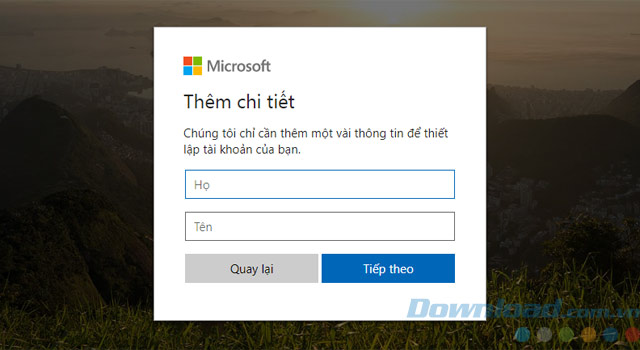 Microsoft
Thêm chi tiết
Chúng tôi chỉ cần thêm một vài thông tin để thiết
lập tài khoản của bạn.
Họ
Tên
Quay lại
Tiếp theo
Download.com.vn